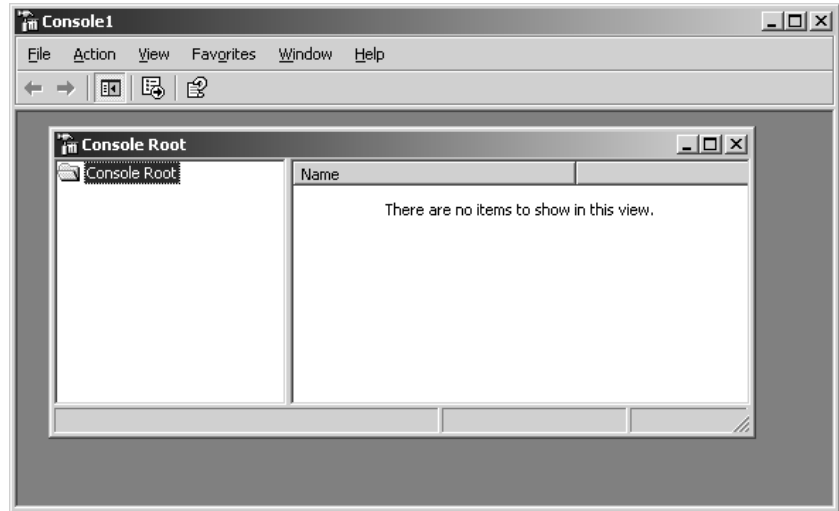 Console1
File Action View Favorites Window Help
Console Root
Console Root
Name
There are no items to show in this view.